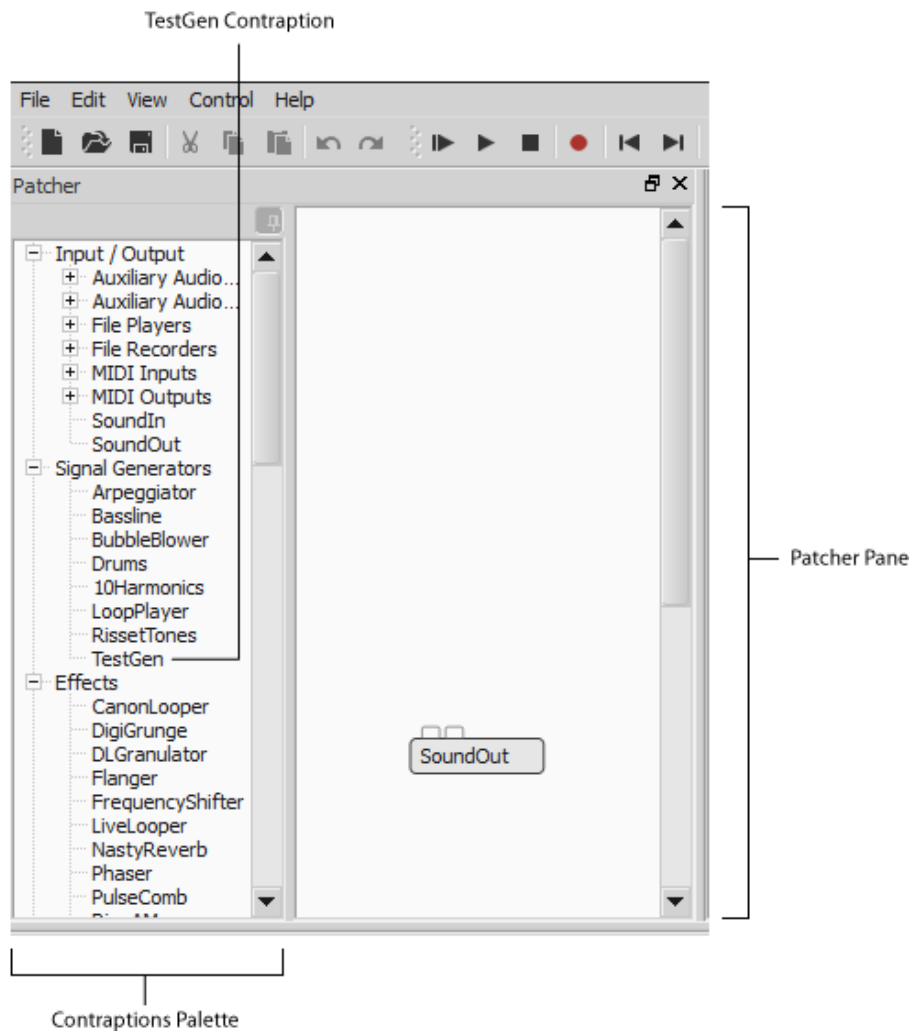 TestGen Contraption
File Edit View Control Help
Patcher
Input / Output
Auxiliary Audio...
Auxiliary Audio...
File Players
File Recorders
MIDI Inputs
MIDI Outputs
SoundIn
SoundOut
Signal Generators
Arpeggiator
Bassline
BubbleBlower
Drums
10Harmonics
LoopPlayer
RissetTones
TestGen
Effects
CanonLooper
DigiGrunge
DLGranulator
Flanger
FrequencyShifter
LiveLooper
NastyReverb
Phaser
PulseComb
SoundOut
Patcher Pane
Contraptions Palette